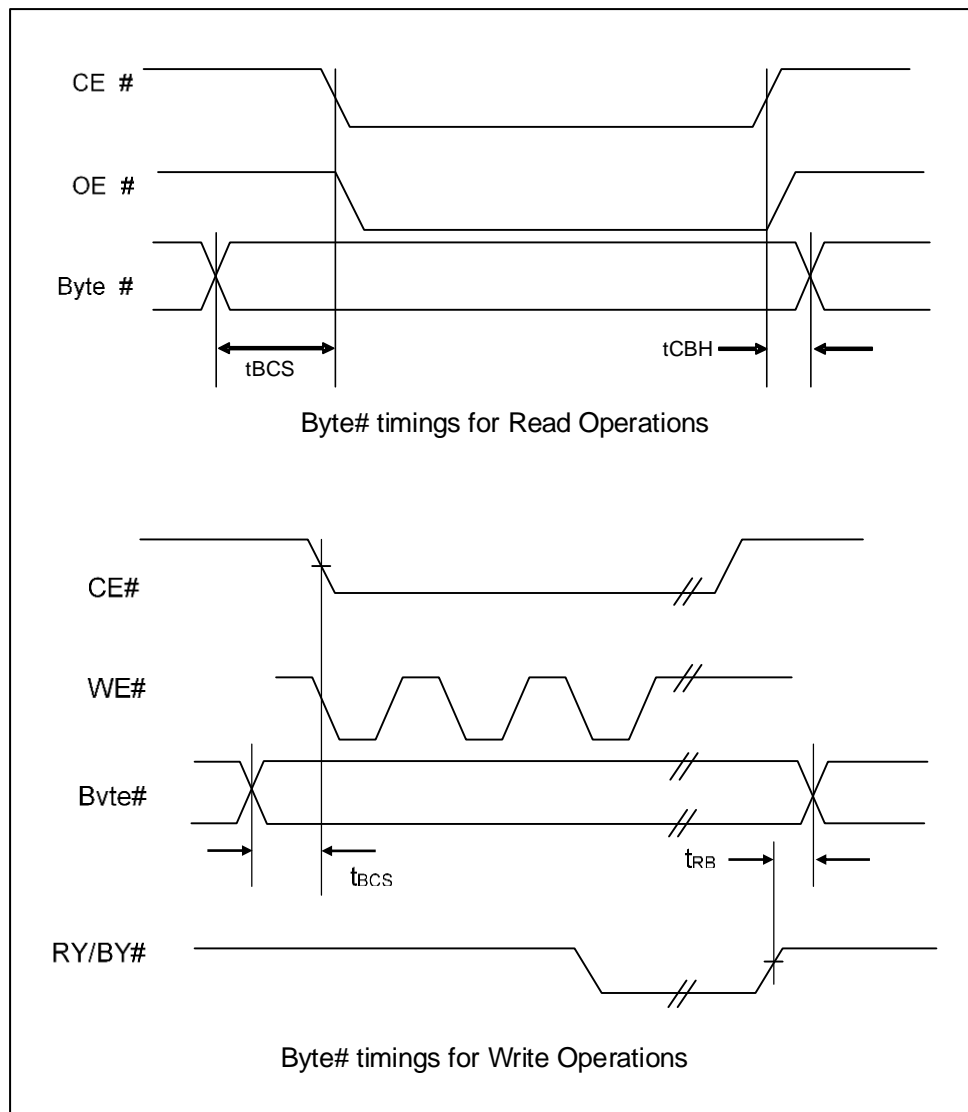 CE #
OE #
Byte #
tBCS
tCBH
Byte# timings for Read Operations
CE#
WE#
Bvte#
tBCS
tRB
RY/BY#
Byte# timings for Write Operations